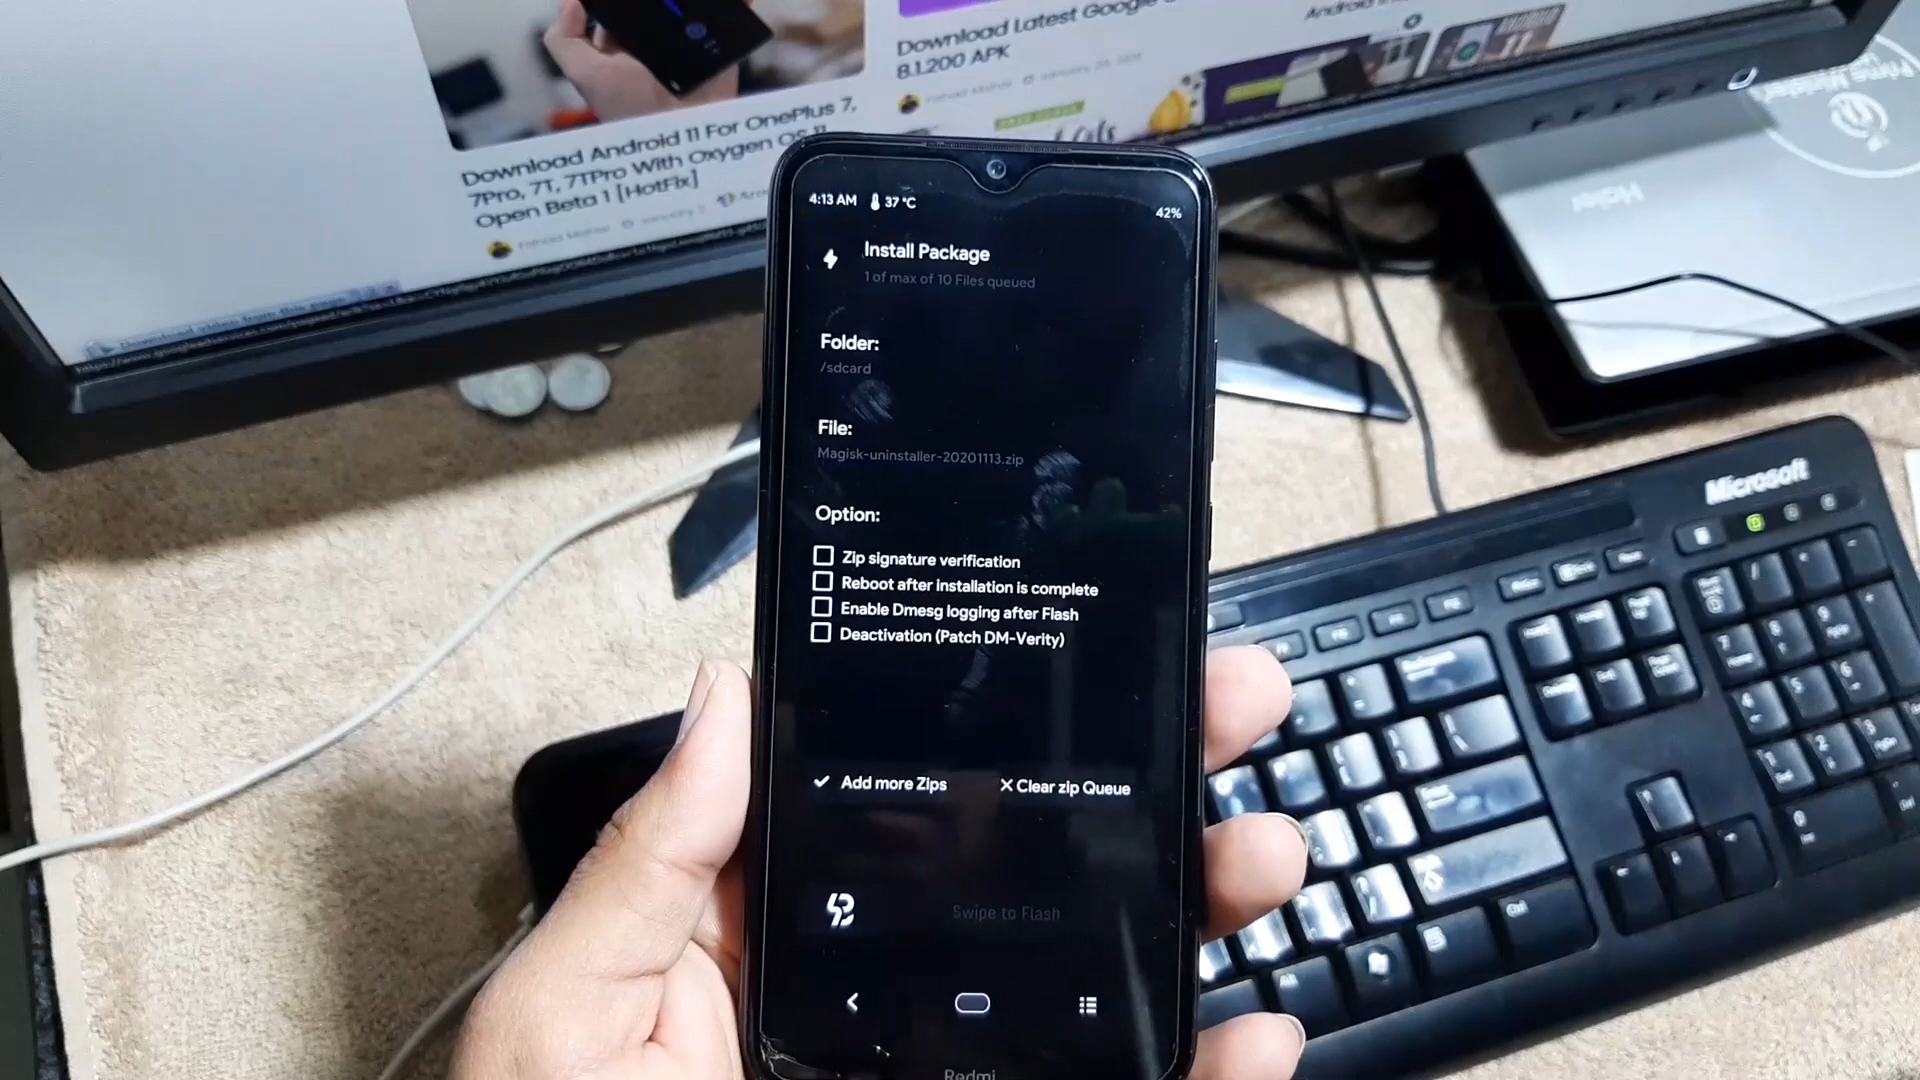 Download Android 11 For OnePlus 7,
7Pro, 7T, 7TPro With Oxygen OS 11
Open Beta 1 [HotFix]
Download Latest Google
8.1.200 APK
4:13 AM 37 °C
42%
Install Package
1 of max of 10 Files queued
Folder:
/sdcard
File:
Magisk-uninstaller-20201113.zip
Option:
Zip signature verification
Reboot after installation is complete
Enable Dmesg logging after Flash
Deactivation (Patch DM-Verity)
Add more Zips
Clear zip Queue
Swipe to Flash
Redmi
Haier
Microsoft
Ctrl
Alt